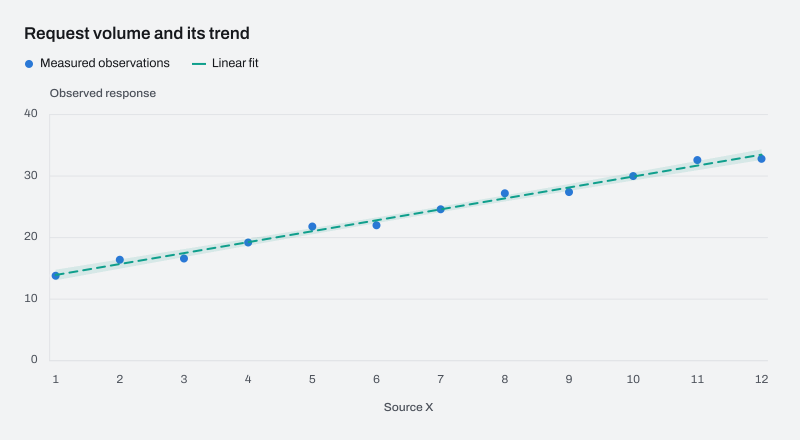 Request volume and its trend
Measured observations Linear fit
Observed response
40
30
20
10
0
1 2 3 4 5 6 7 8 9 10 11 12
Source X